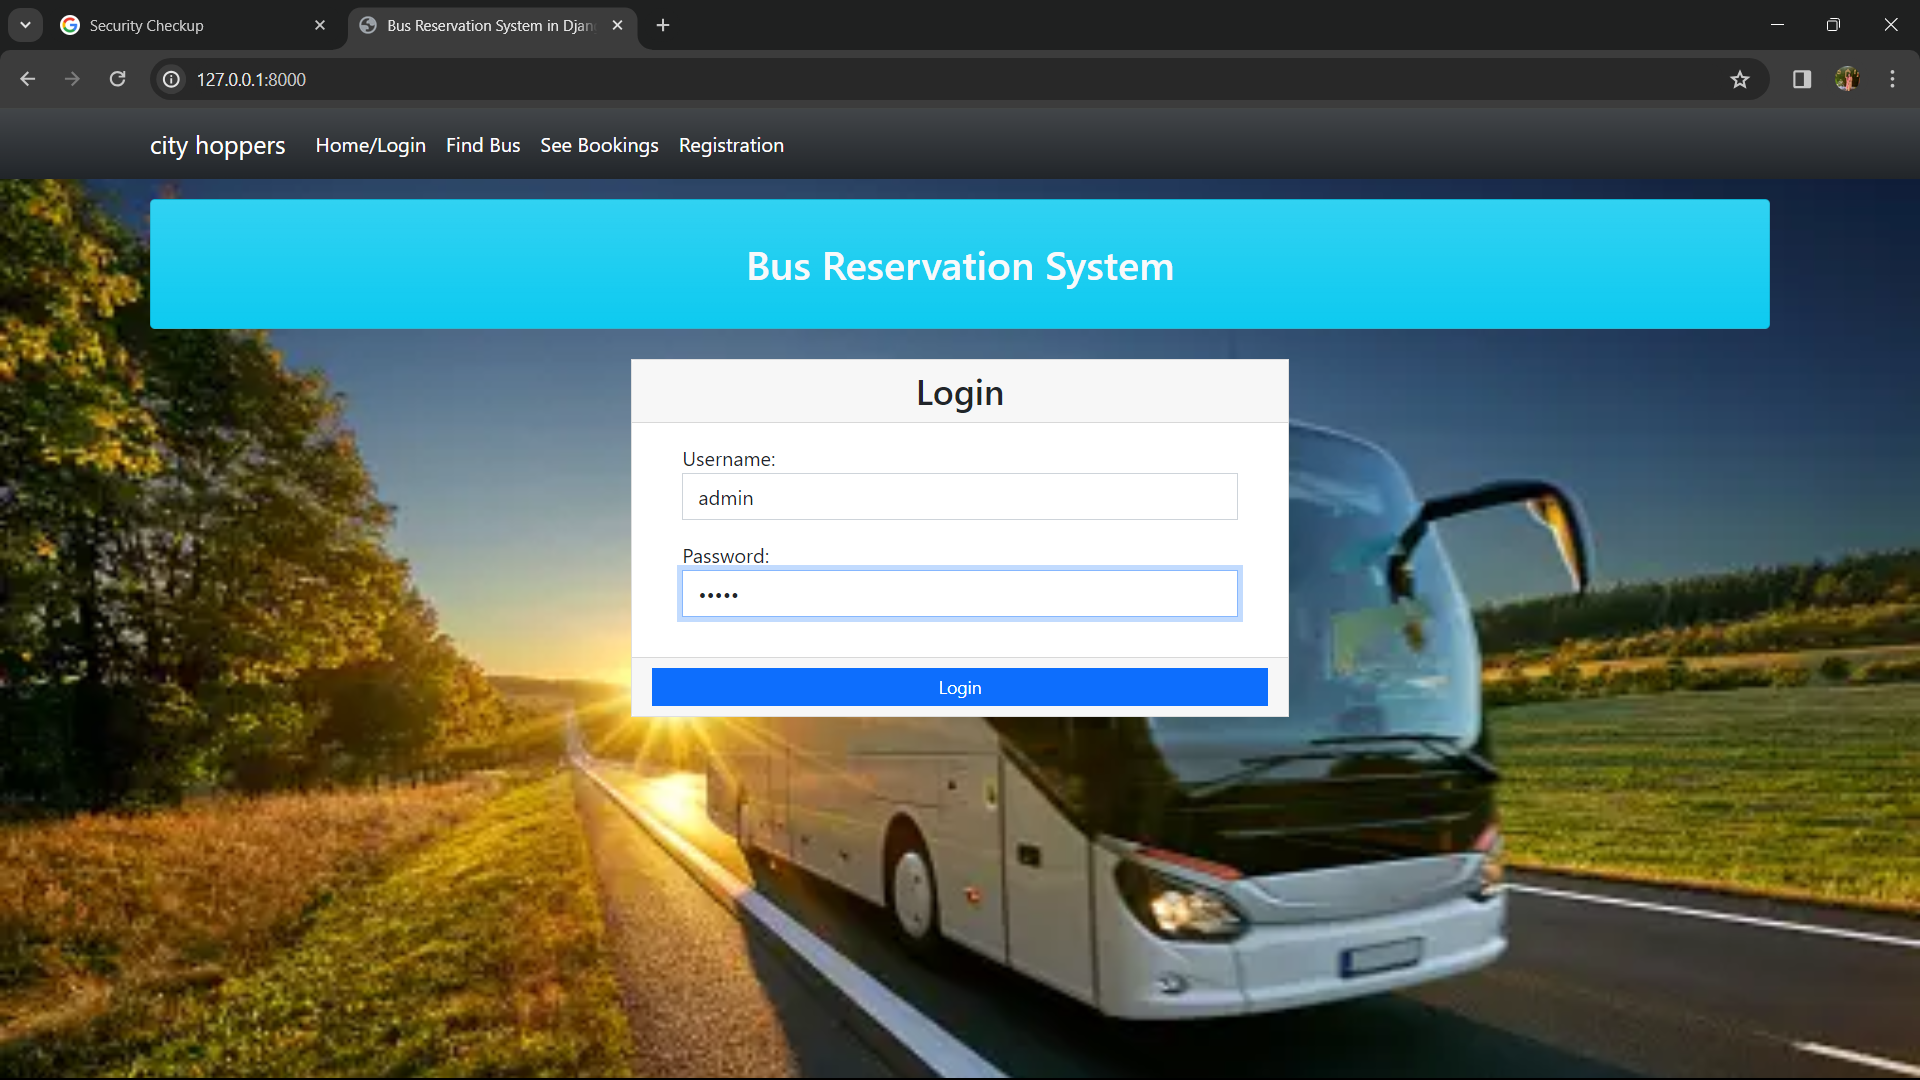 Security Checkup
Bus Reservation System in Djan
127.0.0.1:8000
city hoppers Home/Login Find Bus See Bookings Registration
Bus Reservation System
Login
Username:
admin
Password:
•••••
Login